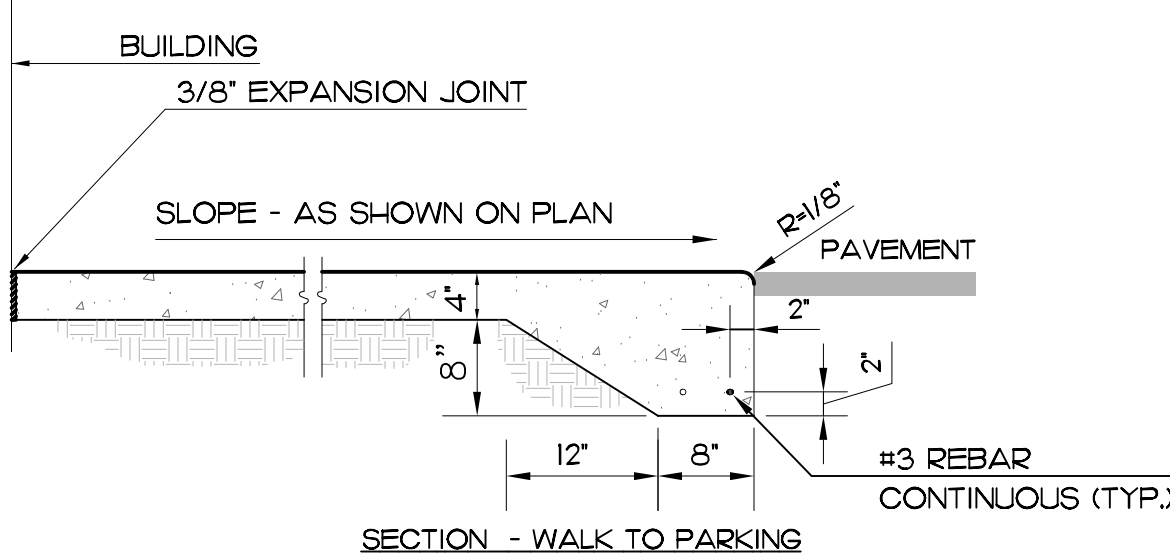 BUILDING
3/8" EXPANSION JOINT
SLOPE - AS SHOWN ON PLAN
R=1/8"
PAVEMENT
4"
2"
8"
2"
12"
8"
#3 REBAR
CONTINUOUS (TYP.)
SECTION - WALK TO PARKING